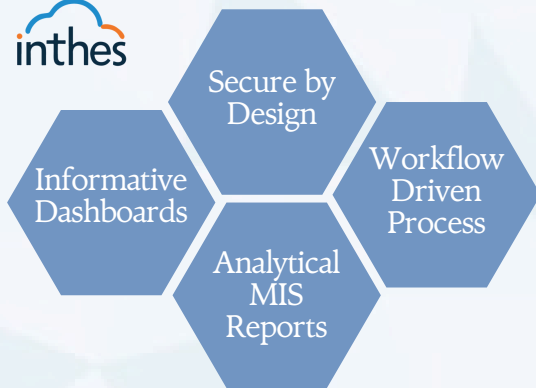 inthes
Secure by
Design
Informative
Dashboards
Workflow
Driven
Process
Analytical
MIS
Reports